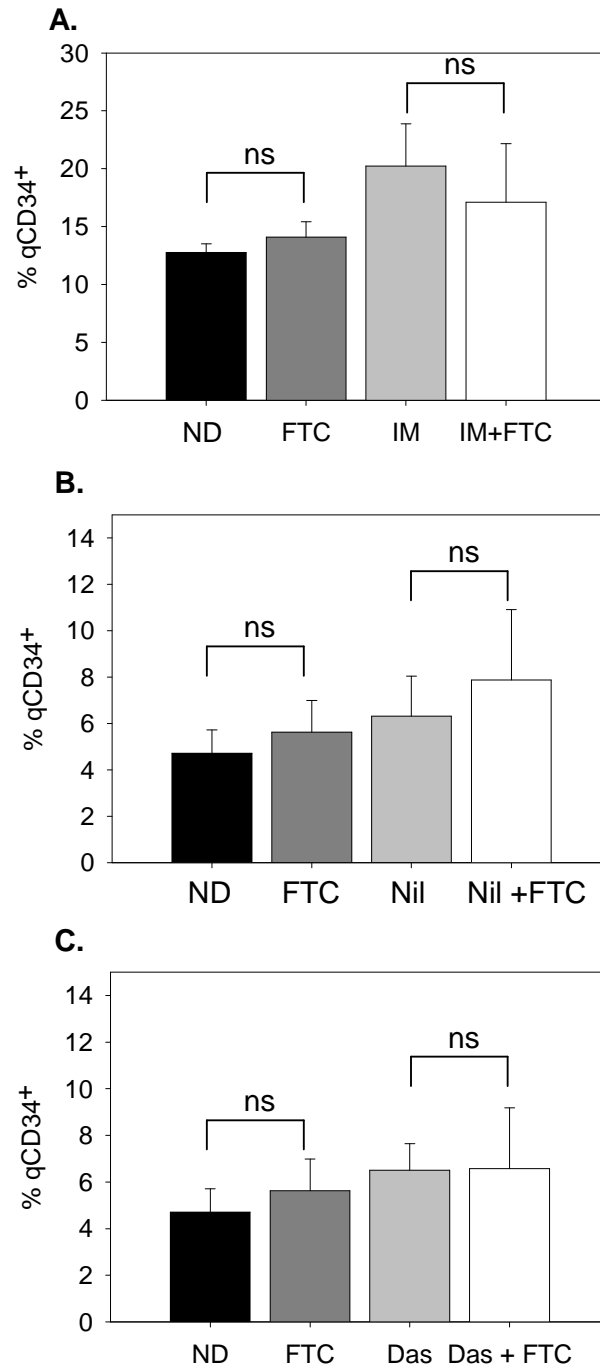 A.
30
25
20
15
10
5
0
% qCD34+
ns
ns
ND FTC IM IM+FTC
B.
14
12
10
8
6
4
2
0
% qCD34+
ns
ns
ND FTC Nil Nil +FTC
C.
14
12
10
8
6
4
2
0
% qCD34+
ns
ns
ND FTC Das Das + FTC